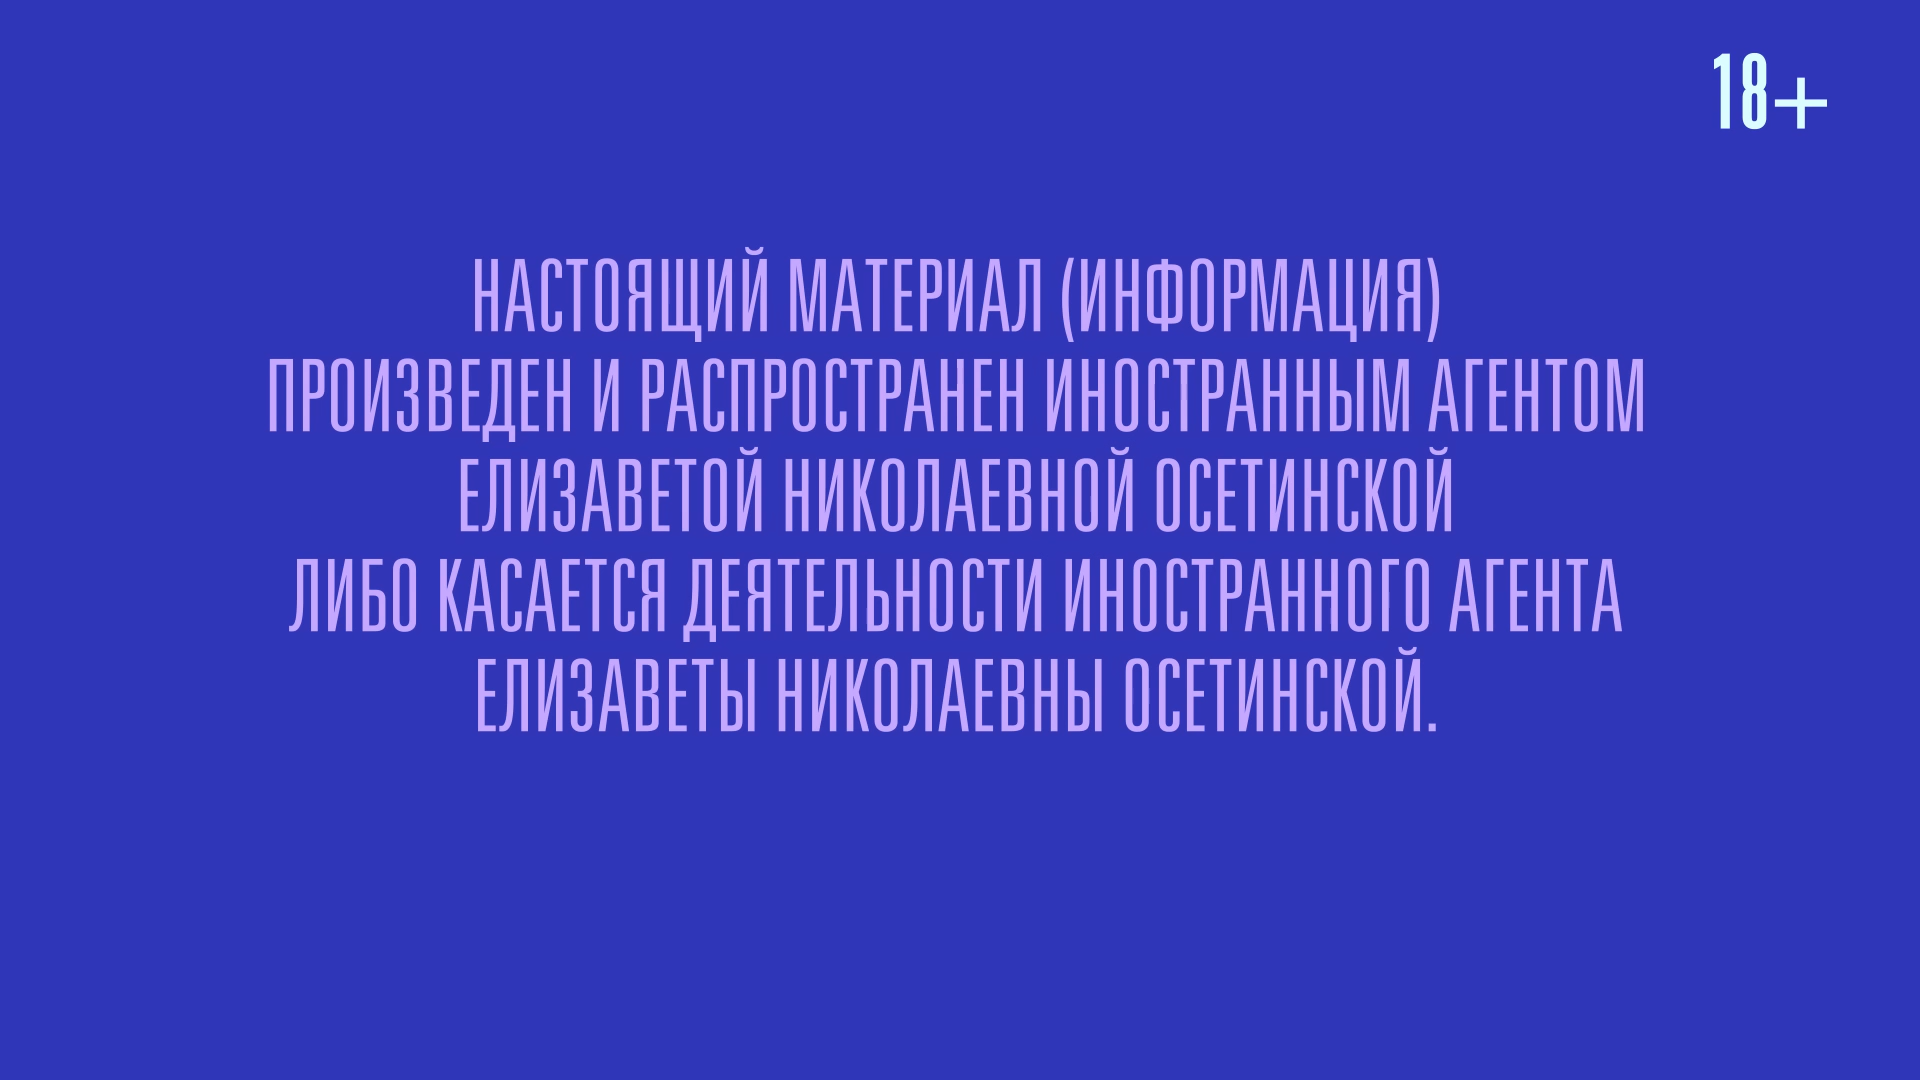 18+
НАСТОЯЩИЙ МАТЕРИАЛ (ИНФОРМАЦИЯ)
ПРОИЗВЕДЕН И РАСПРОСТРАНЕН ИНОСТРАННЫМ АГЕНТОМ
ЕЛИЗАВЕТОЙ НИКОЛАЕВНОЙ ОСЕТИНСКОЙ
ЛИБО КАСАЕТСЯ ДЕЯТЕЛЬНОСТИ ИНОСТРАННОГО АГЕНТА
ЕЛИЗАВЕТЫ НИКОЛАЕВНЫ ОСЕТИНСКОЙ.